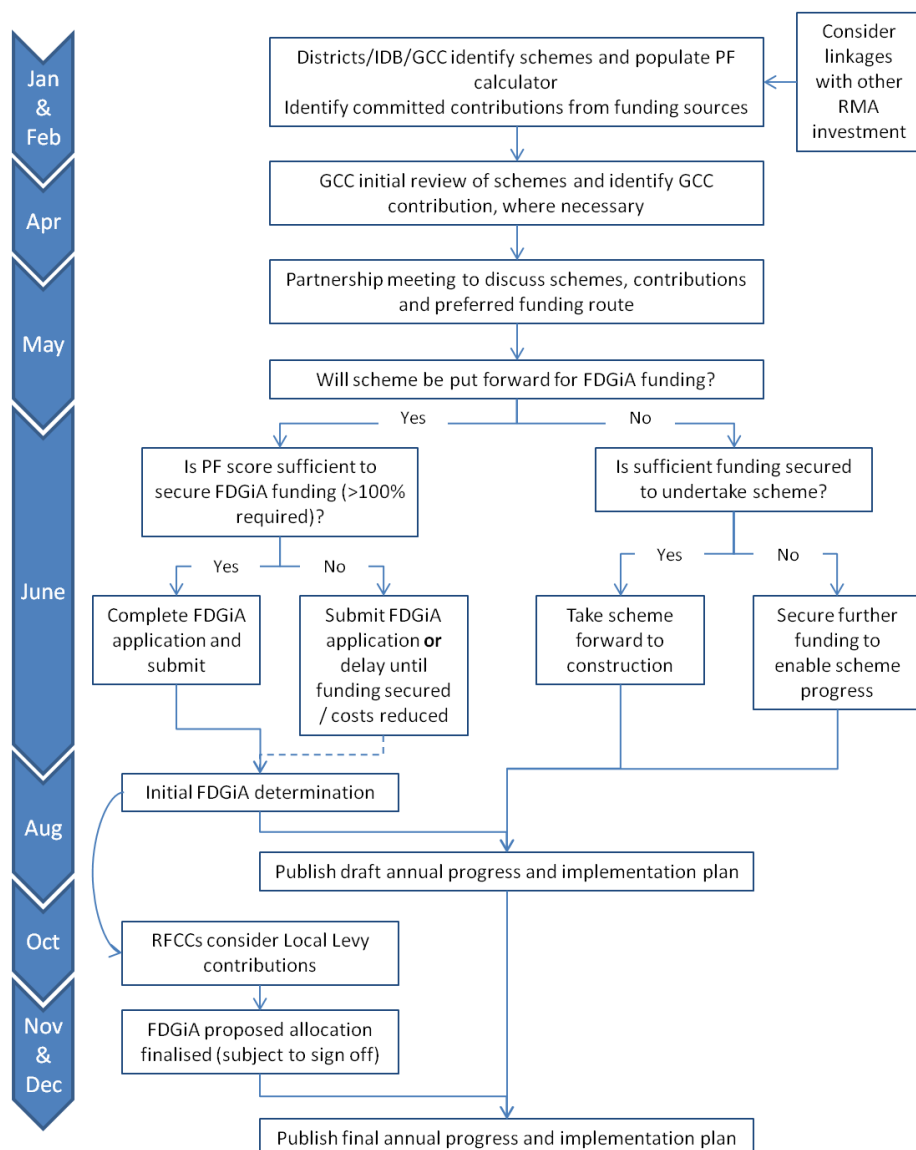 Jan
&
Feb
Districts/IDB/GCC identify schemes and populate PF
calculator
Identify committed contributions from funding sources
Consider
linkages
with other
RMA
investment
Apr
GCC initial review of schemes and identify GCC
contribution, where necessary
May
Partnership meeting to discuss schemes, contributions
and preferred funding route
Will scheme be put forward for FDGiA funding?
Yes
No
June
Is PF score sufficient to
secure FDGiA funding (>100%
required)?
Is sufficient funding secured
to undertake scheme?
Yes
No
Yes
No
Complete FDGiA
application and
submit
Submit FDGiA
application or
delay until
funding secured
/ costs reduced
Take scheme
forward to
construction
Secure further
funding to
enable scheme
progress
Aug
Initial FDGiA determination
Publish draft annual progress and implementation plan
Oct
RFCCs consider Local Levy
contributions
Nov
&
Dec
FDGiA proposed allocation
finalised (subject to sign off)
Publish final annual progress and implementation plan